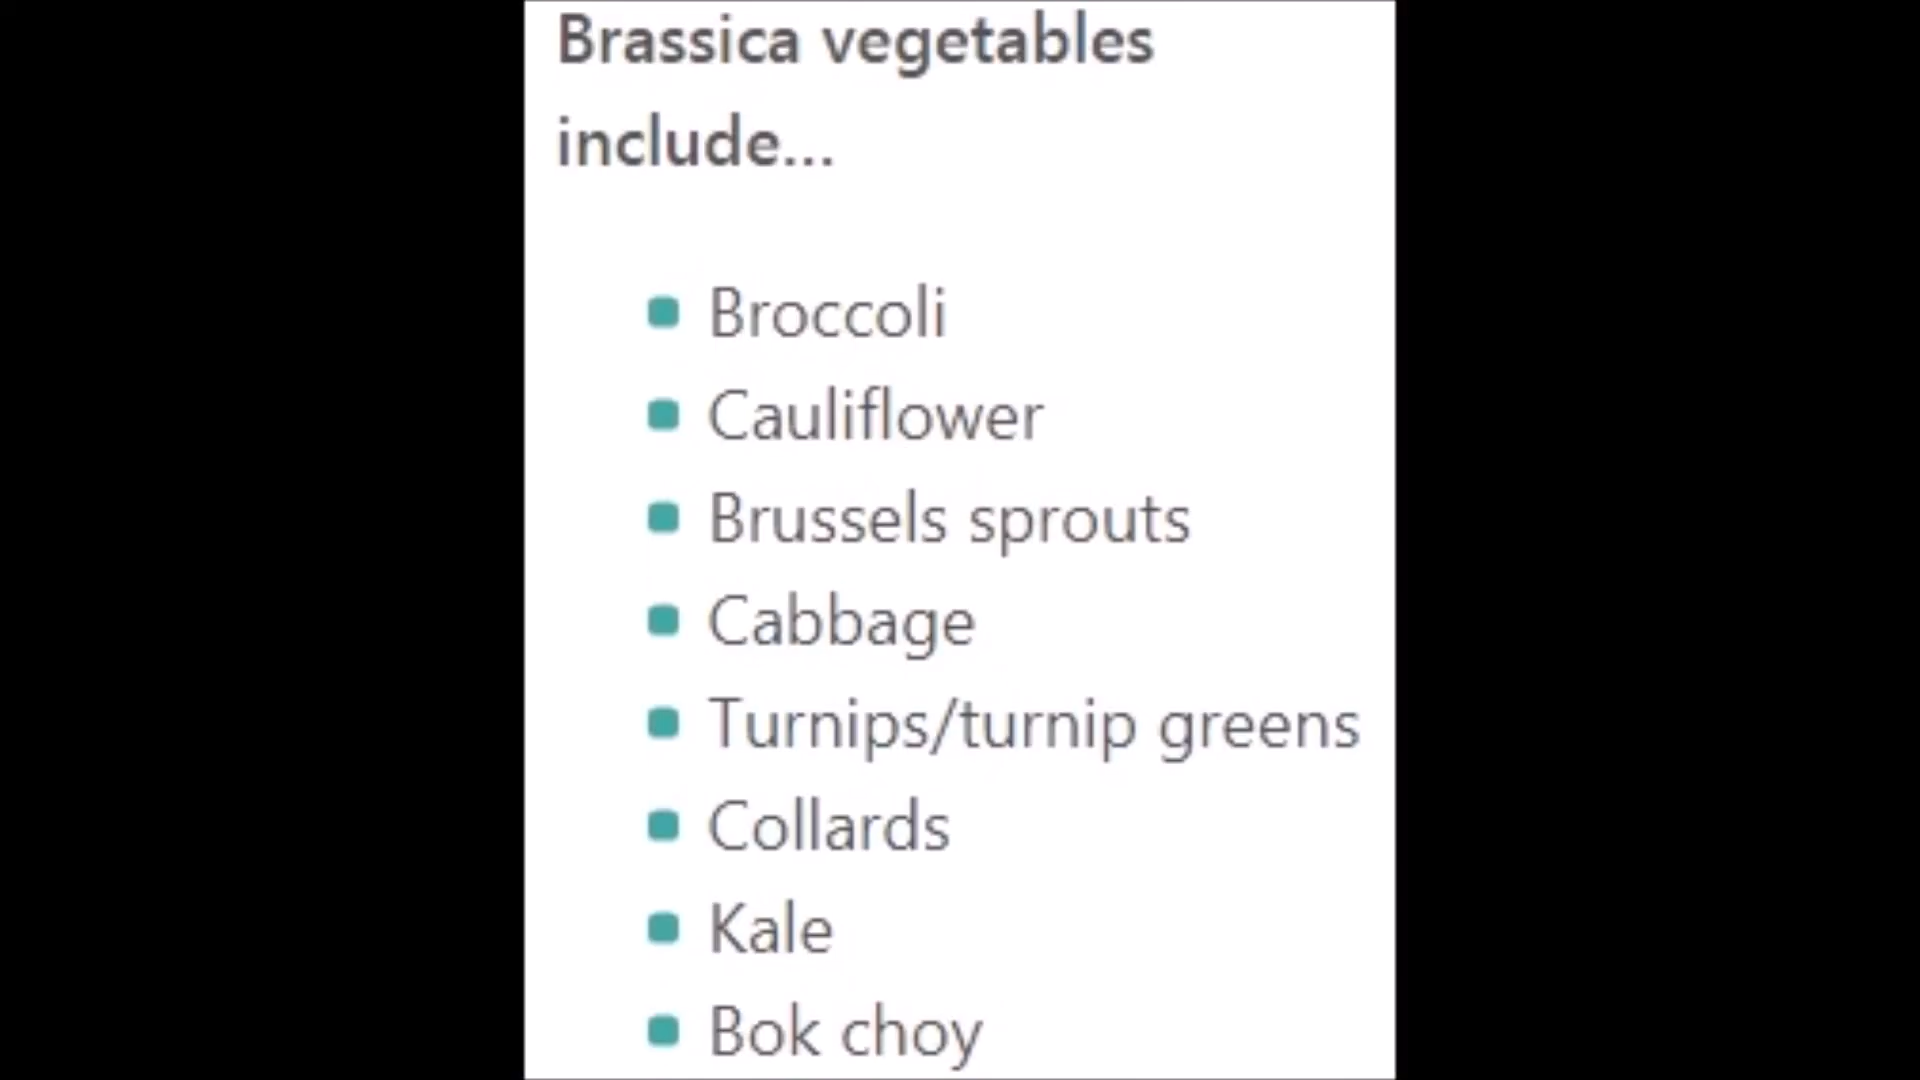 Brassica vegetables
include...
Broccoli
Cauliflower
Brussels sprouts
Cabbage
Turnips/turnip greens
Collards
Kale
Bok choy